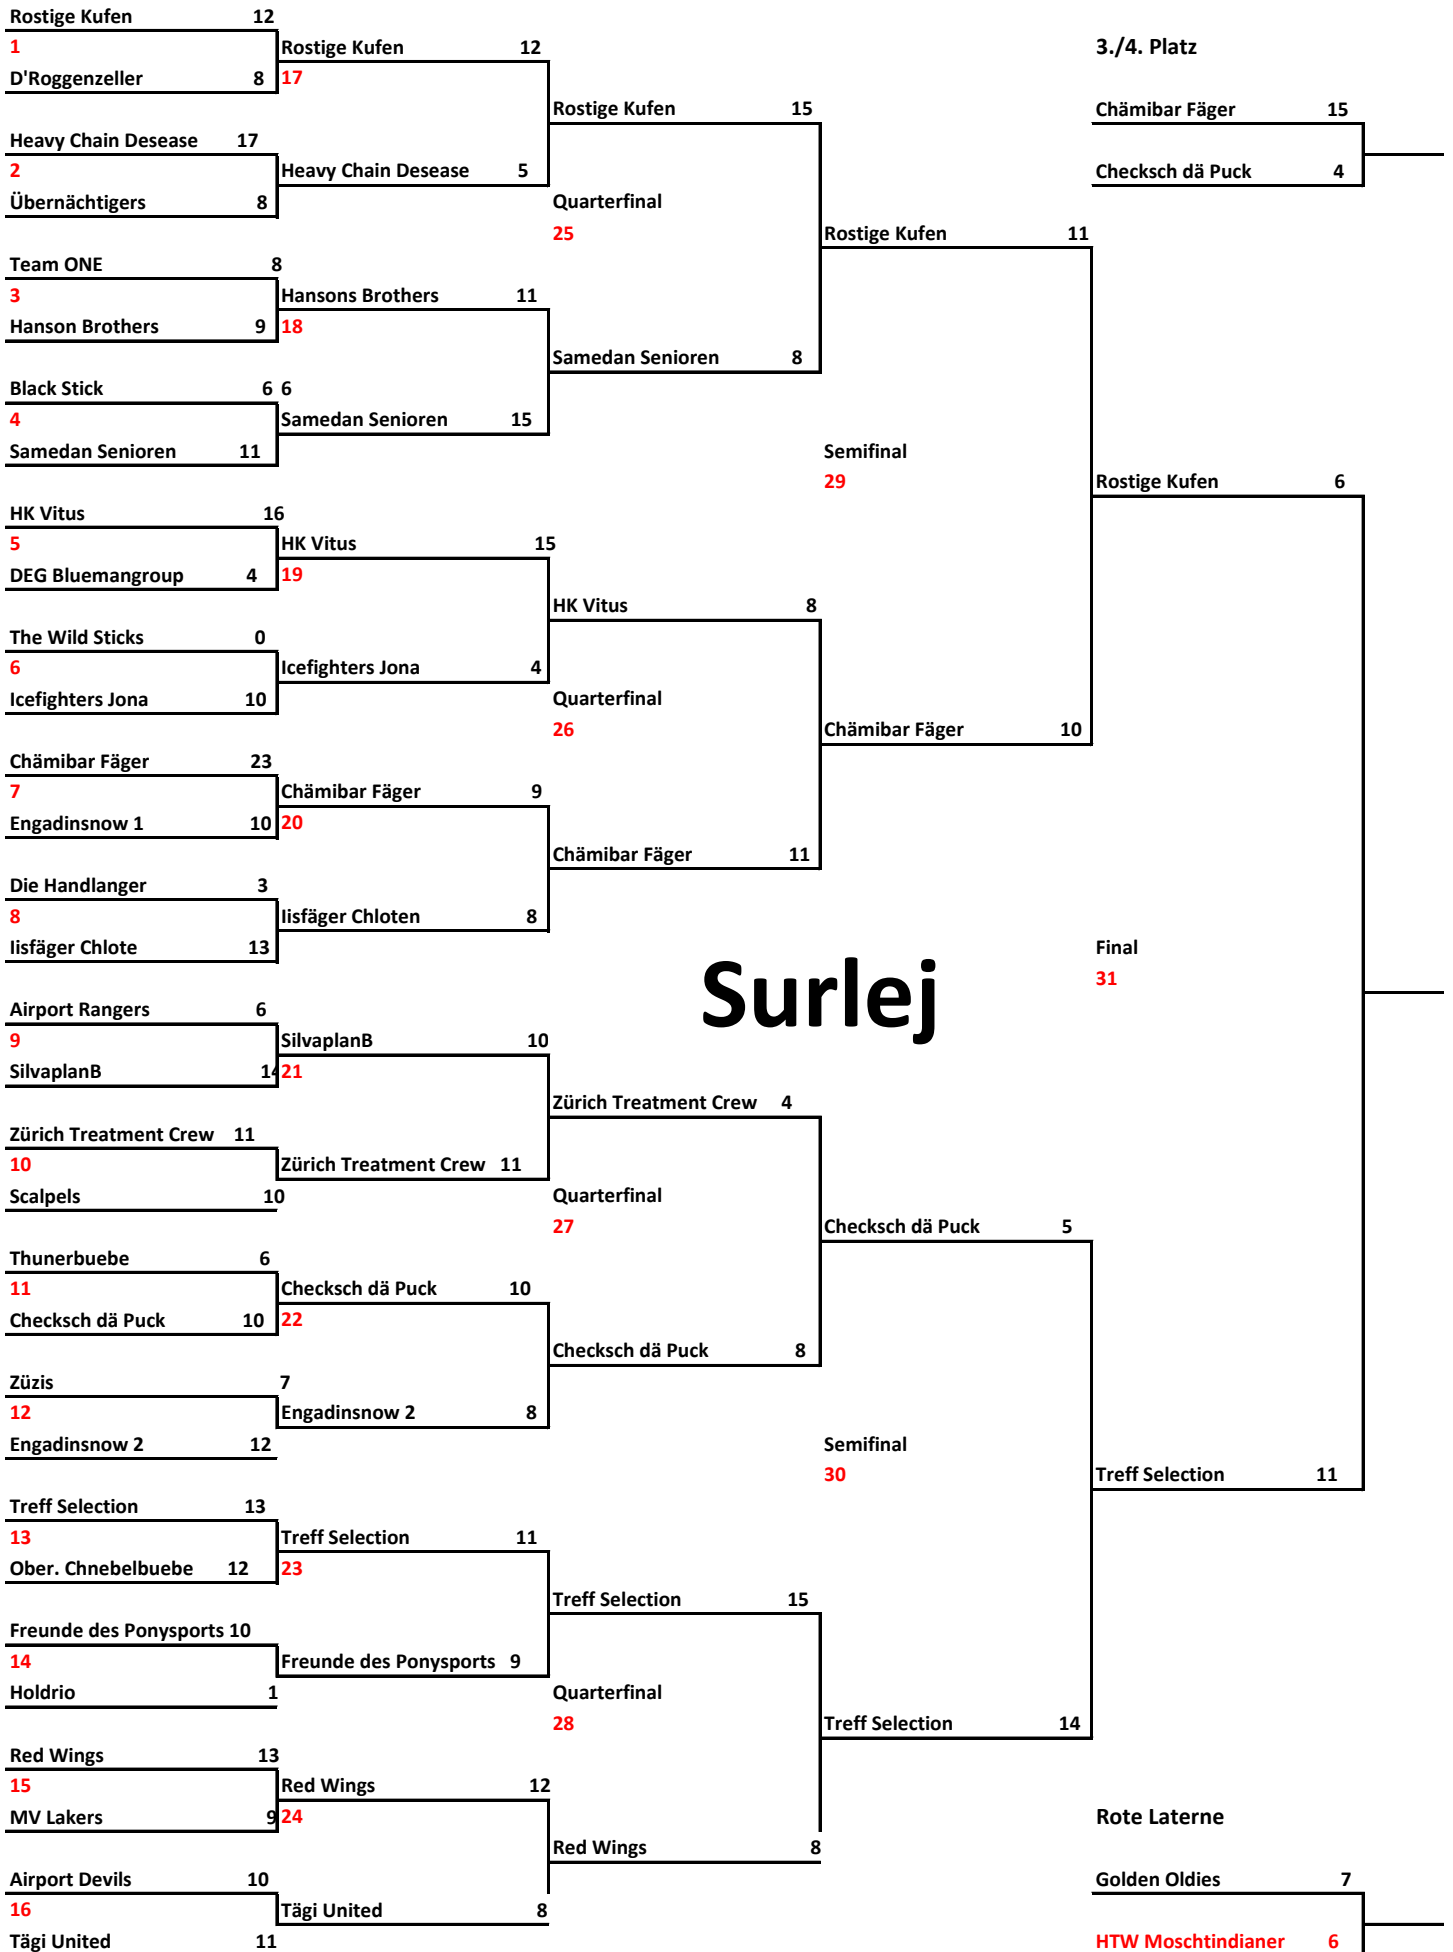 Rostige Kufen 12
1
D'Roggenzeller 8
Heavy Chain Desease 17
2
Übernächtigers 8
Team ONE 8
3
Hanson Brothers 9
Black Stick 6 6
4
Samedan Senioren 11
HK Vitus 16
5
DEG Bluemangroup 4
The Wild Sticks 0
6
Icefighters Jona 10
Chämibar Fäger 23
7
Engadinsnow 1 10
Die Handlanger 3
8
Iisfäger Chlote 13
Airport Rangers 6
9
SilvaplanB 14
Zürich Treatment Crew 11
10
Scalpels 10
Thunerbuebe 6
11
Checksch dä Puck 10
Züzis 7
12
Engadinsnow 2 12
Treff Selection 13
13
Ober. Chnebelbuebe 12
Freunde des Ponysports 10
14
Holdrio 1
Red Wings 13
15
MV Lakers 9
Airport Devils 10
16
Tägi United 11
Rostige Kufen 12
17
Heavy Chain Desease 5
Hansons Brothers 11
18
Samedan Senioren 15
HK Vitus 15
19
Icefighters Jona 4
Chämibar Fäger 9
20
Iisfäger Chloten 8
SilvaplanB 10
21
Zürich Treatment Crew 11
Checksch dä Puck 10
22
Engadinsnow 2 8
Treff Selection 11
23
Freunde des Ponysports 9
Red Wings 12
24
Tägi United 8
Rostige Kufen 15
Quarterfinal
25
Samedan Senioren 8
HK Vitus 8
Quarterfinal
26
Chämibar Fäger 11
Zürich Treatment Crew 4
Quarterfinal
27
Checksch dä Puck 8
Treff Selection 15
Quarterfinal
28
Red Wings 8
Rostige Kufen 11
Semifinal
29
Chämibar Fäger 10
Surlej
Checksch dä Puck 5
Semifinal
30
Treff Selection 14
3./4. Platz
Chämibar Fäger 15
Checksch dä Puck 4
Rostige Kufen 6
Final
31
Treff Selection 11
Rote Laterne
Golden Oldies 7
HTW Moschtindianer 6